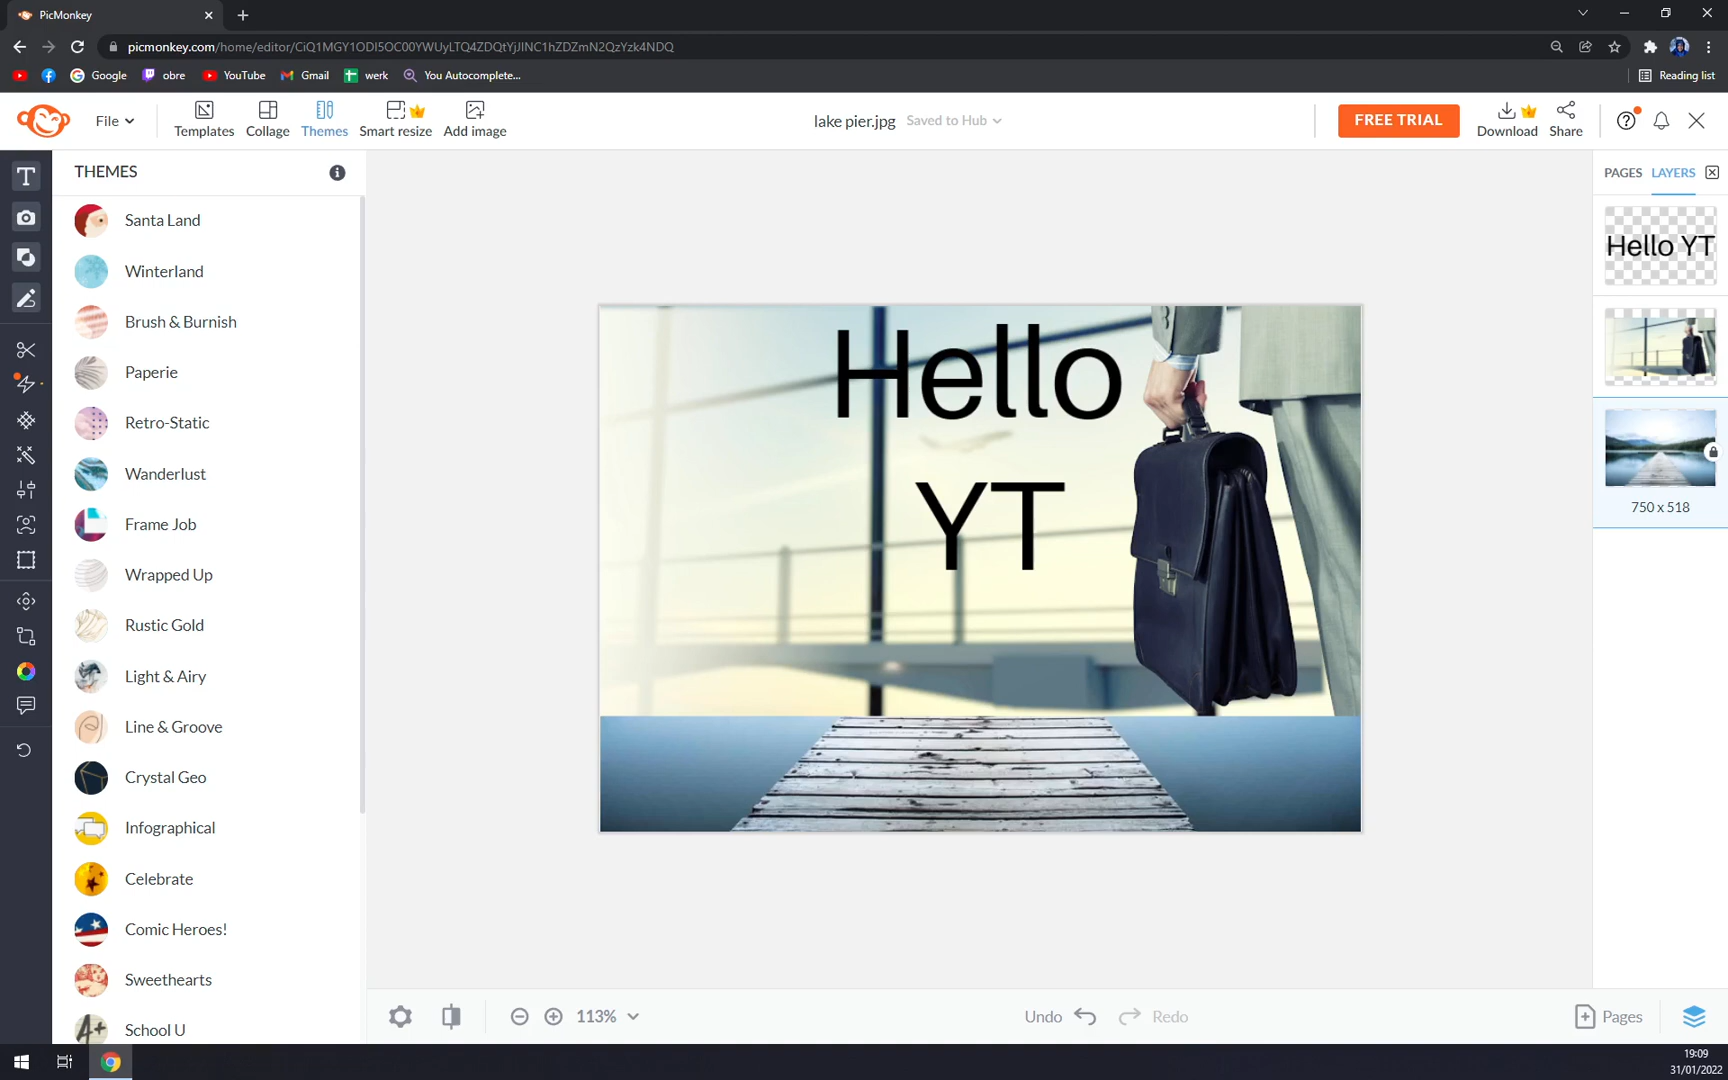 PicMonkey
picmonkey.com/home/editor/CiQ1MGY1ODI5OC00YWUyLTQ4ZDQtYjJlNC1hZDZmN2QzYzk4NDQ
Google
obre
YouTube
Gmail
werk
You Autocomplete...
Reading list
File
Templates
Collage
Themes
Smart resize
Add image
lake pier.jpg
Saved to Hub
FREE TRIAL
Download
Share
THEMES
Santa Land
Winterland
Brush & Burnish
Paperie
Retro-Static
Wanderlust
Frame Job
Wrapped Up
Rustic Gold
Light & Airy
Line & Groove
Crystal Geo
Infographical
Celebrate
Comic Heroes!
Sweethearts
A+
School U
Hello
YT
PAGES
LAYERS
Hello YT
750 x 518
113%
Undo
Redo
Pages
19:09
31/01/2022